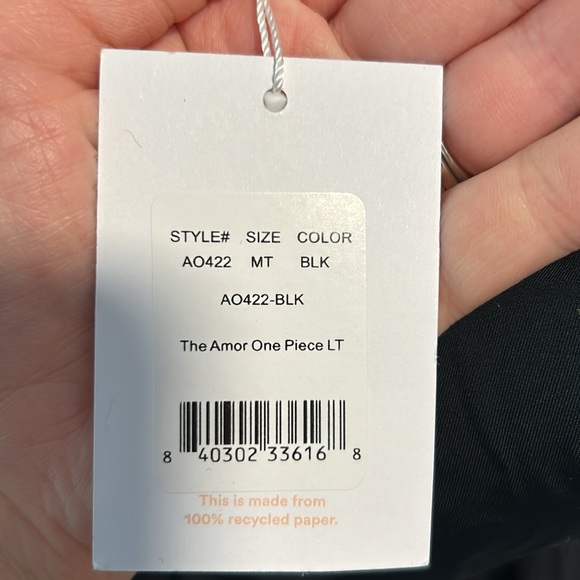 STYLE# SIZE COLOR
AO422 MT BLK
AO422-BLK
The Amor One Piece LT
8 40302 33616 8
This is made from
100% recycled paper.